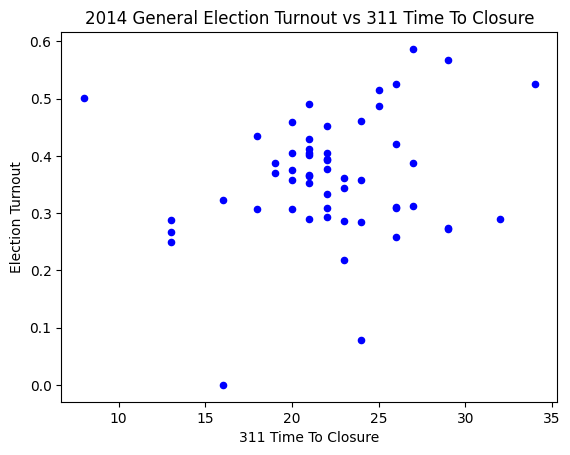 2014 General Election Turnout vs 311 Time To Closure
0.6
0.5
0.4
0.3
0.2
0.1
0.0
Election Turnout
10 15 20 25 30 35
311 Time To Closure